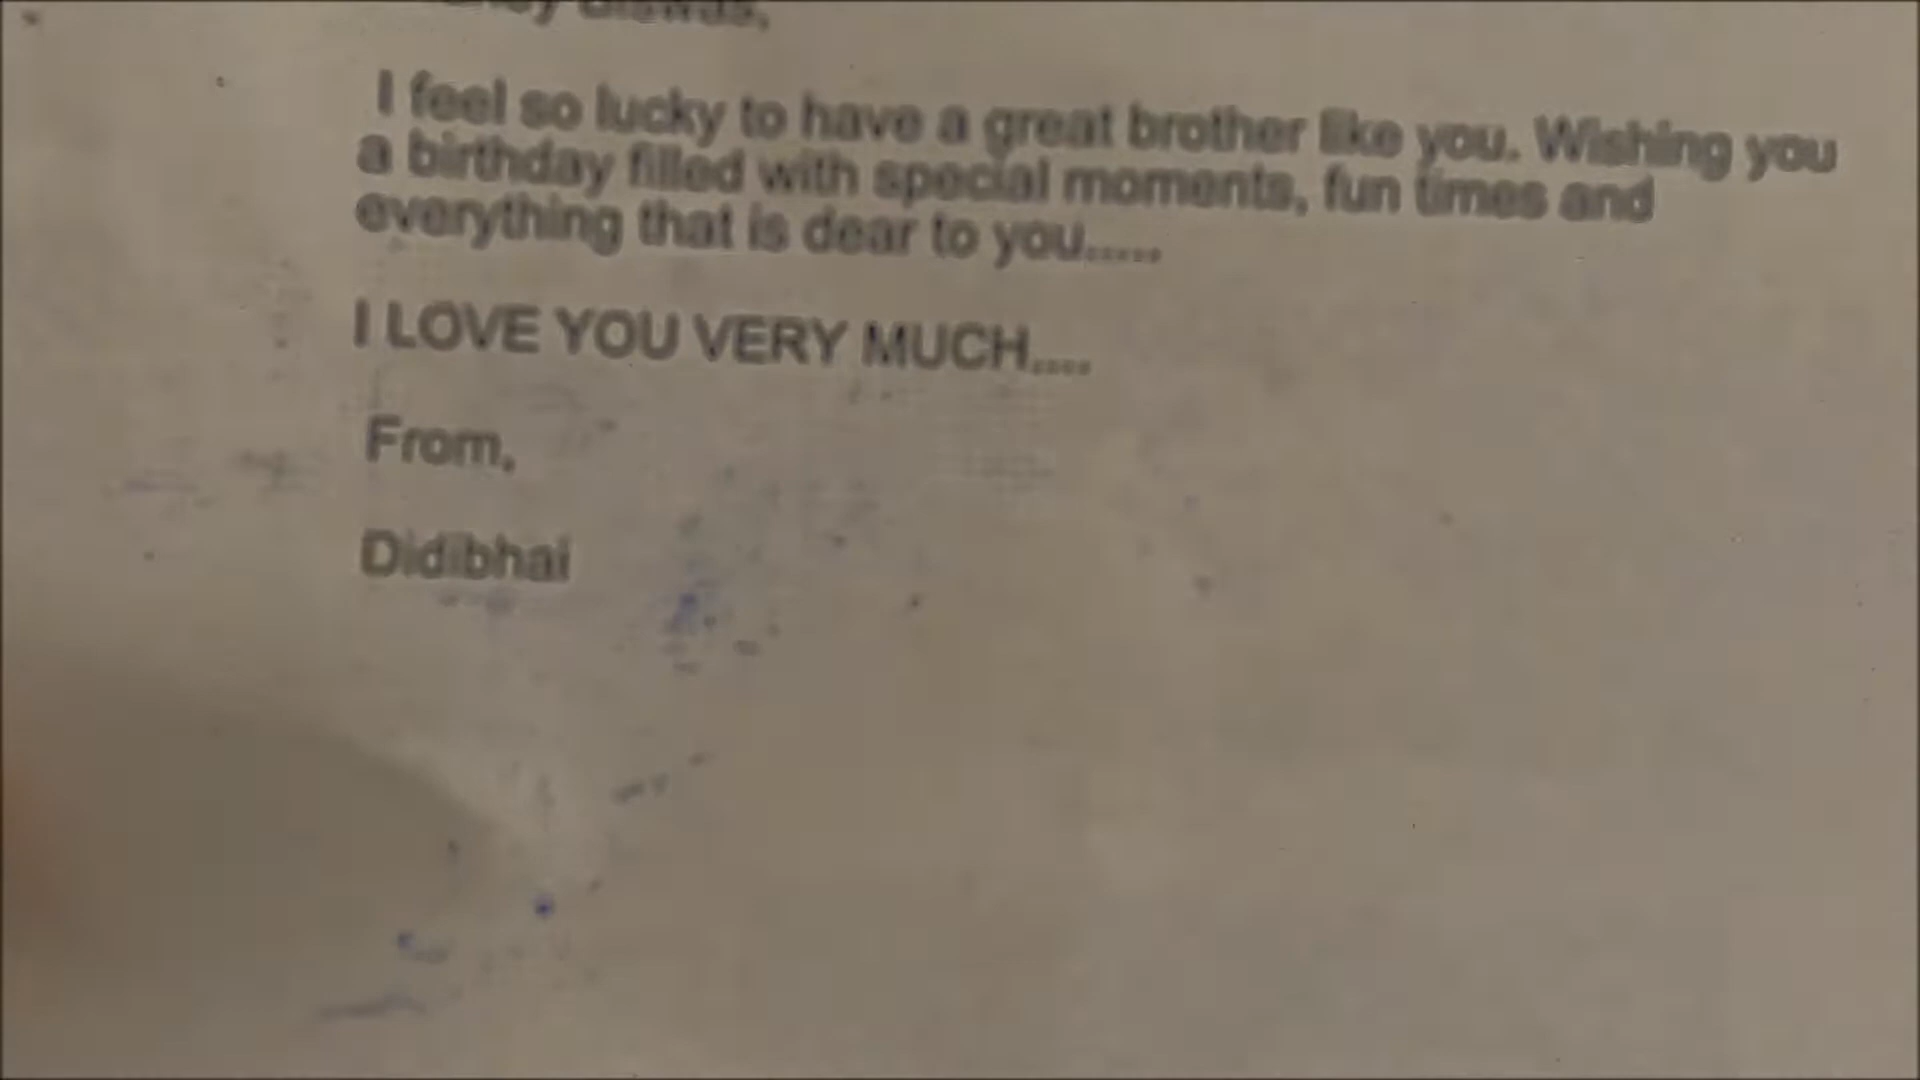 I feel so lucky to have a great brother like you. Wishing you
a birthday filled with special moments, fun times and
everything that is dear to you.....
I LOVE YOU VERY MUCH....
From,
Didibhai